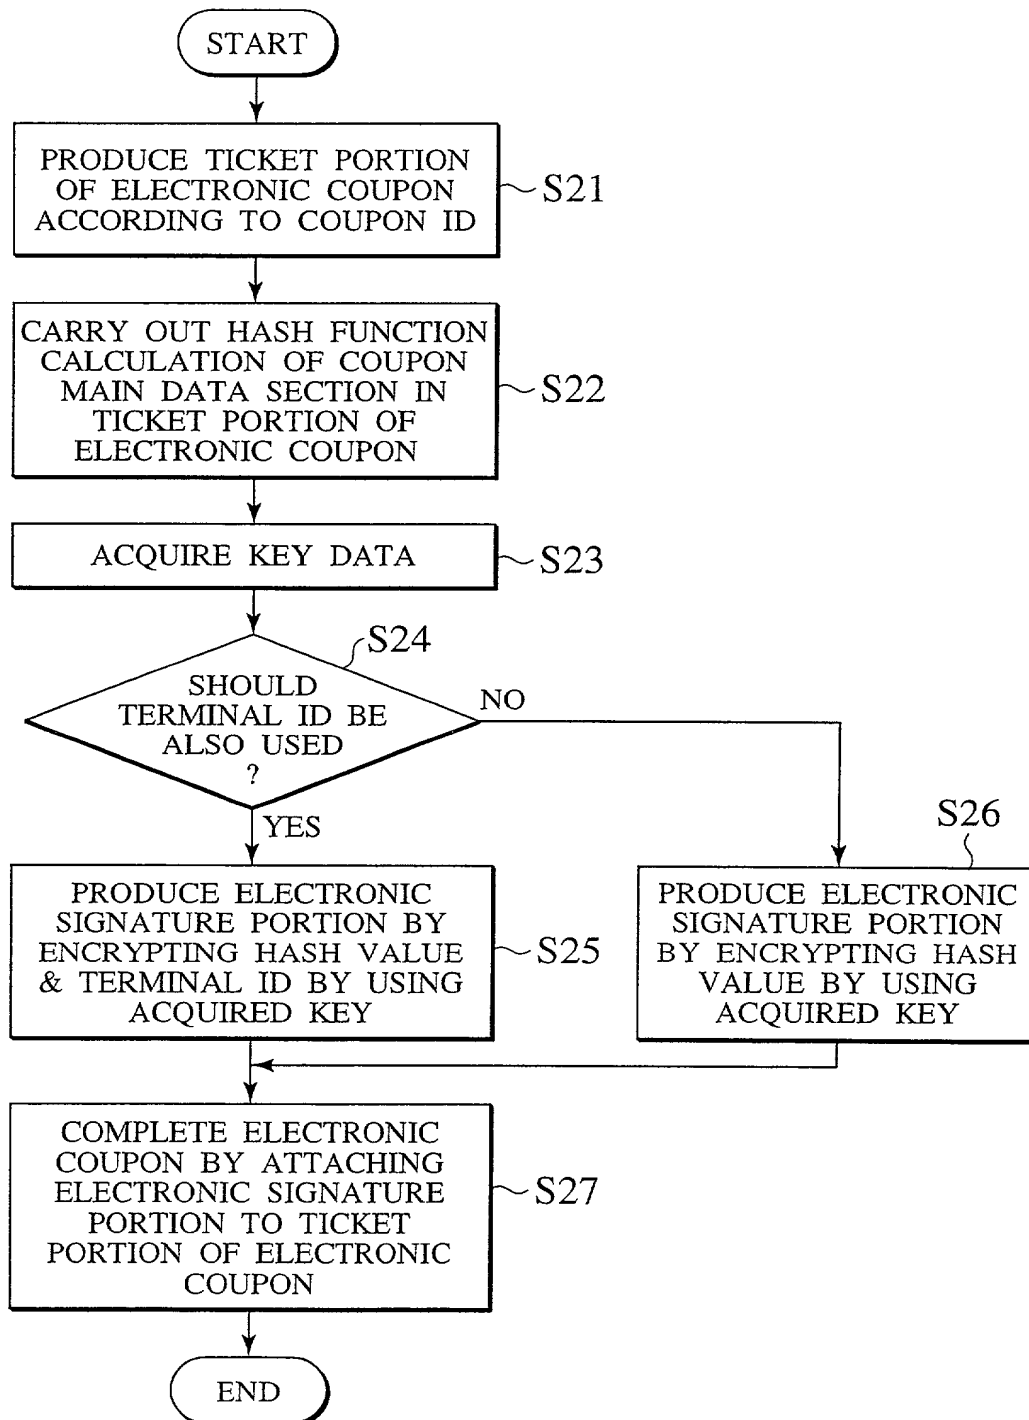 START
PRODUCE TICKET PORTION
OF ELECTRONIC COUPON
ACCORDING TO COUPON ID
S21
CARRY OUT HASH FUNCTION
CALCULATION OF COUPON
MAIN DATA SECTION IN
TICKET PORTION OF
ELECTRONIC COUPON
S22
ACQUIRE KEY DATA
S23
S24
SHOULD
TERMINAL ID BE
ALSO USED
?
NO
YES
PRODUCE ELECTRONIC
SIGNATURE PORTION BY
ENCRYPTING HASH VALUE
& TERMINAL ID BY USING
ACQUIRED KEY
S25
S26
PRODUCE ELECTRONIC
SIGNATURE PORTION
BY ENCRYPTING HASH
VALUE BY USING
ACQUIRED KEY
COMPLETE ELECTRONIC
COUPON BY ATTACHING
ELECTRONIC SIGNATURE
PORTION TO TICKET
PORTION OF ELECTRONIC
COUPON
S27
END